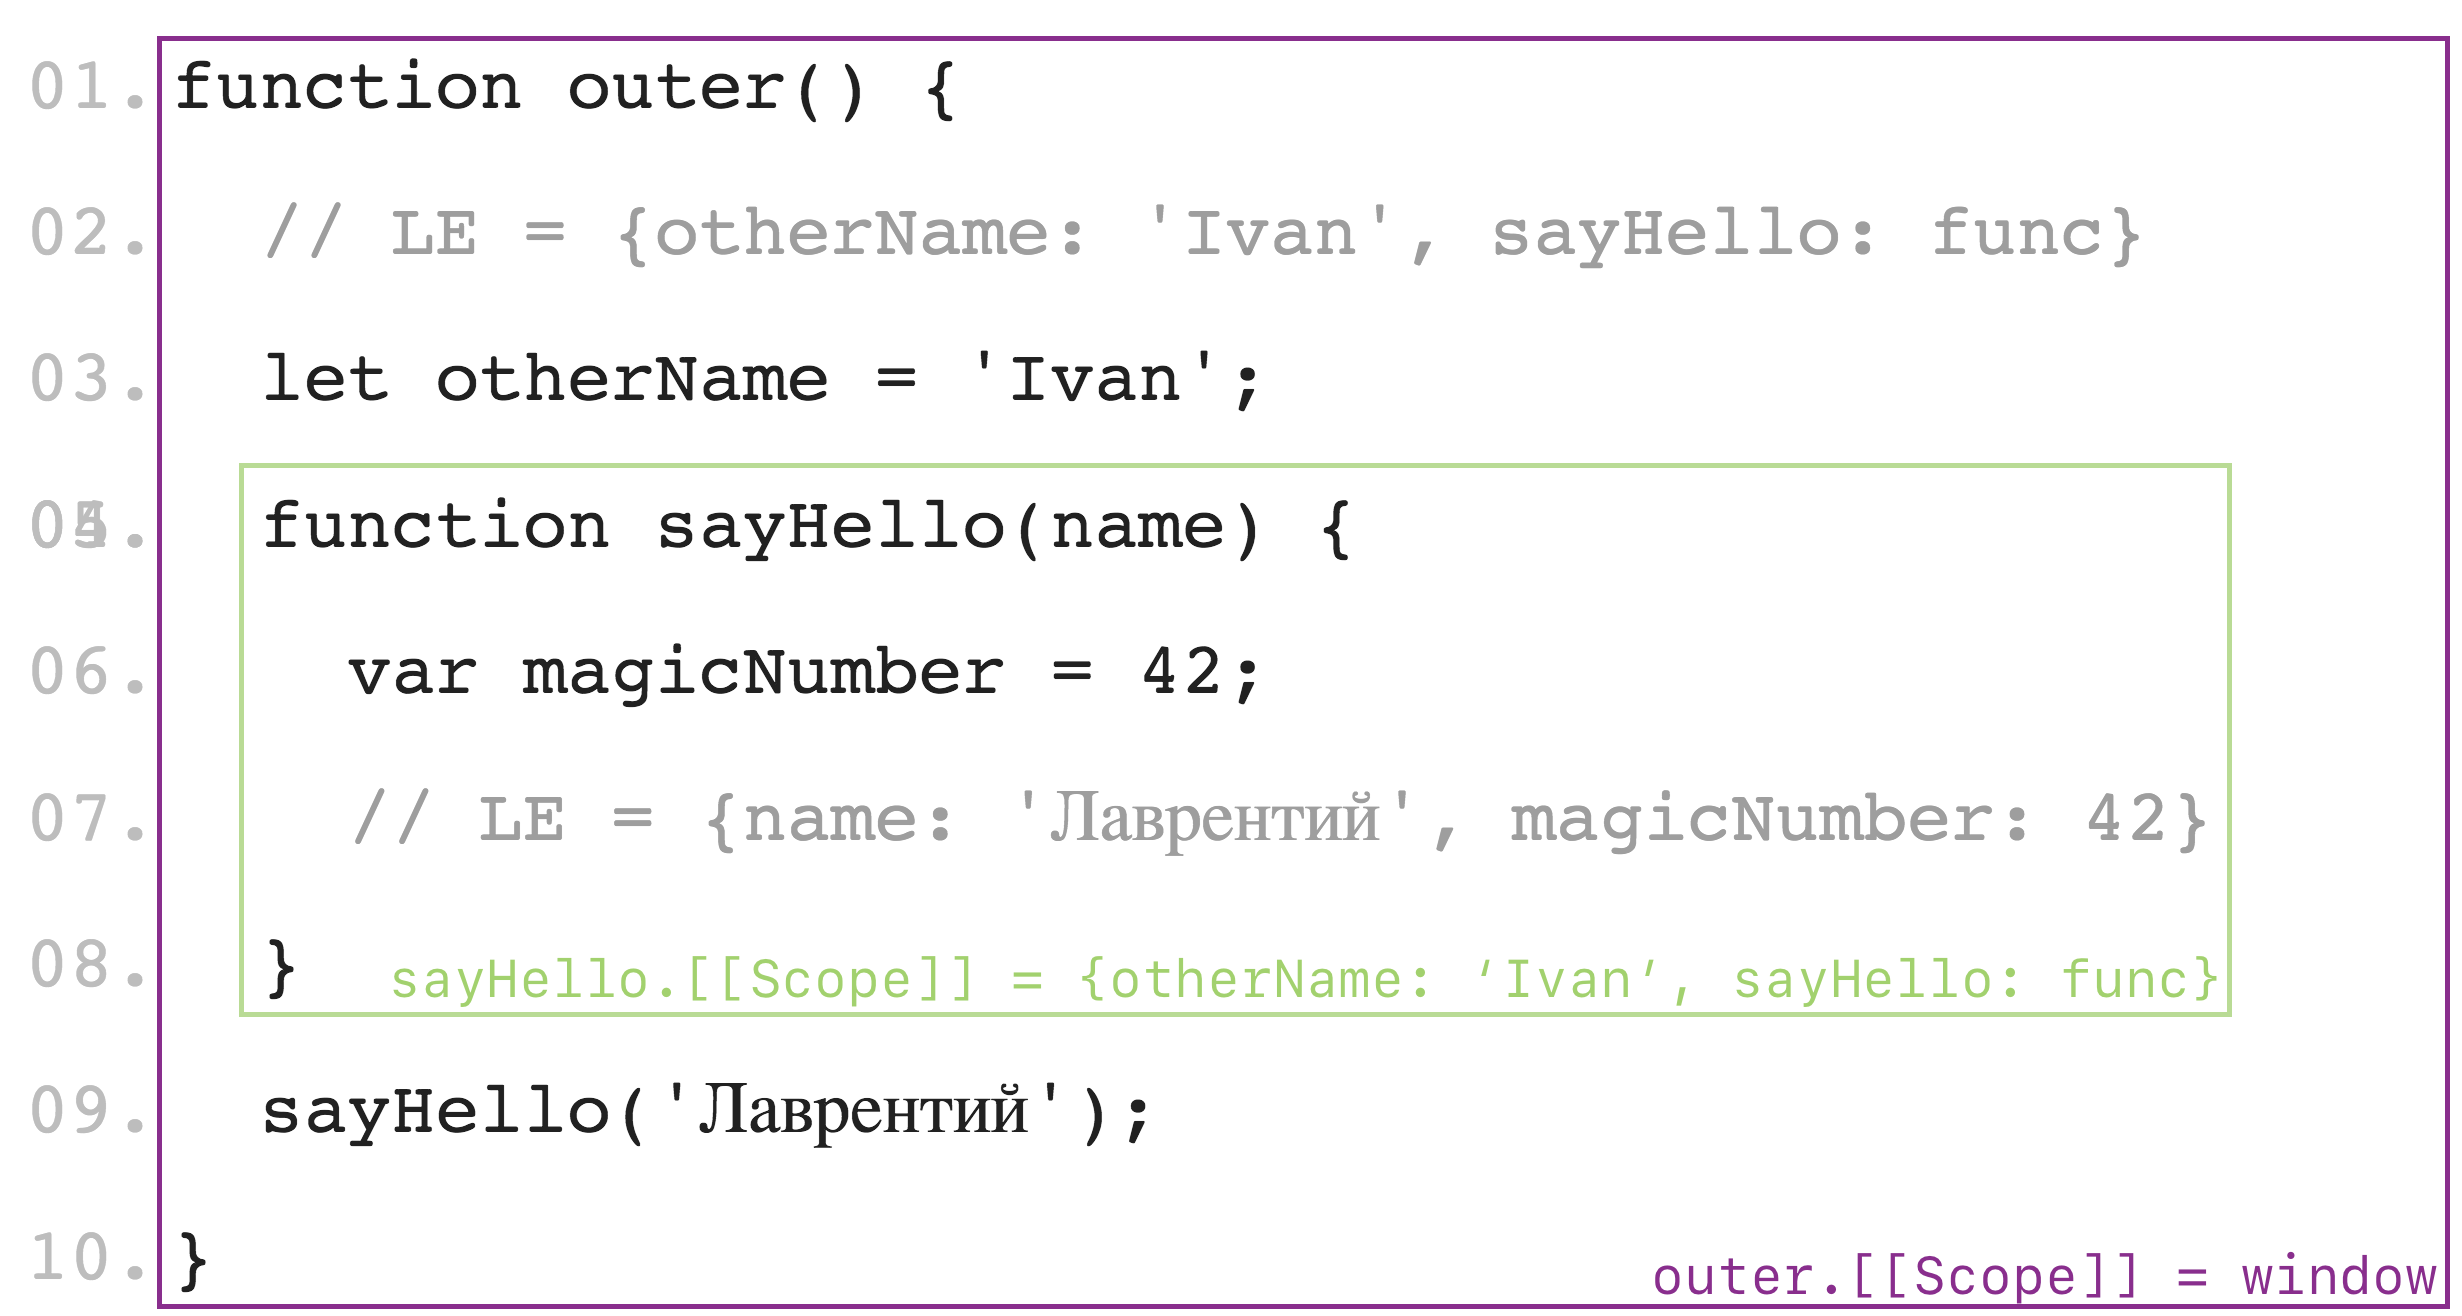 01. function outer() {
02. // LE = {otherName: 'Ivan', sayHello: func}
03. let otherName = 'Ivan';
function sayHello(name) {
06. var magicNumber = 42;
07. // LE = {name: 'Лаврентий', magicNumber: 42}
08. } sayHello.[[Scope]] = {otherName: ‘Ivan’, sayHello: func}
09. sayHello('Лаврентий');
10. }
outer.[[Scope]] = window